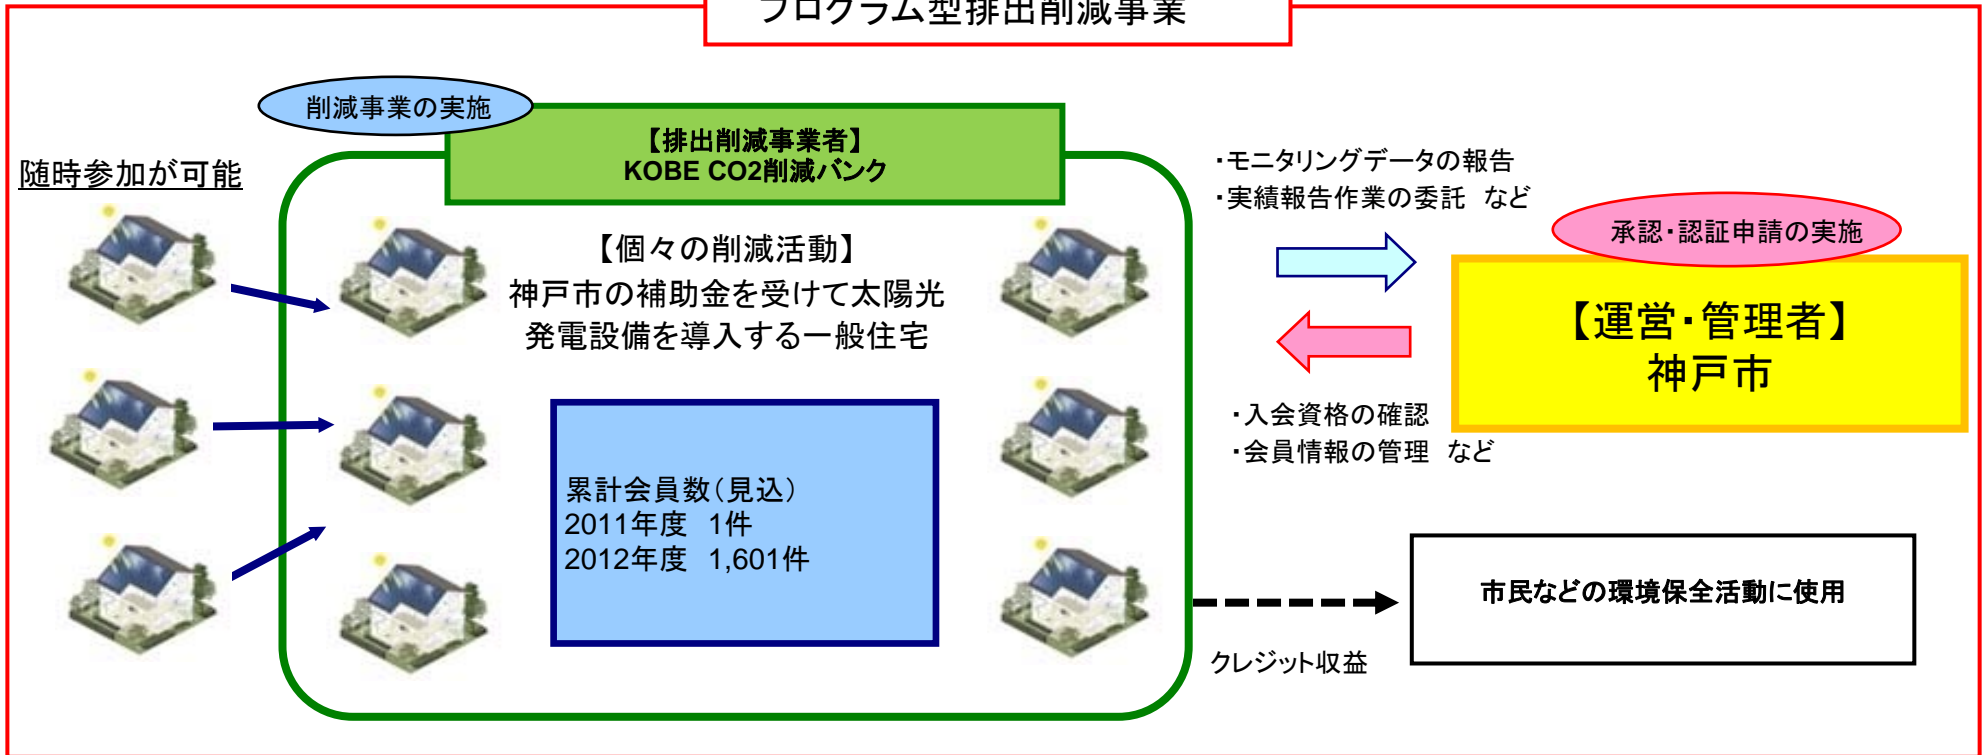 プログラム型排出削減事業
削減事業の実施
【排出削減事業者】
KOBE CO2削減バンク
随時参加が可能
【個々の削減活動】
神戸市の補助金を受けて太陽光
発電設備を導入する一般住宅
累計会員数(見込)
2011年度 1件
2012年度 1,601件
・モニタリングデータの報告
・実績報告作業の委託 など
承認・認証申請の実施
【運営・管理者】
神戸市
・入会資格の確認
・会員情報の管理 など
クレジット収益
市民などの環境保全活動に使用